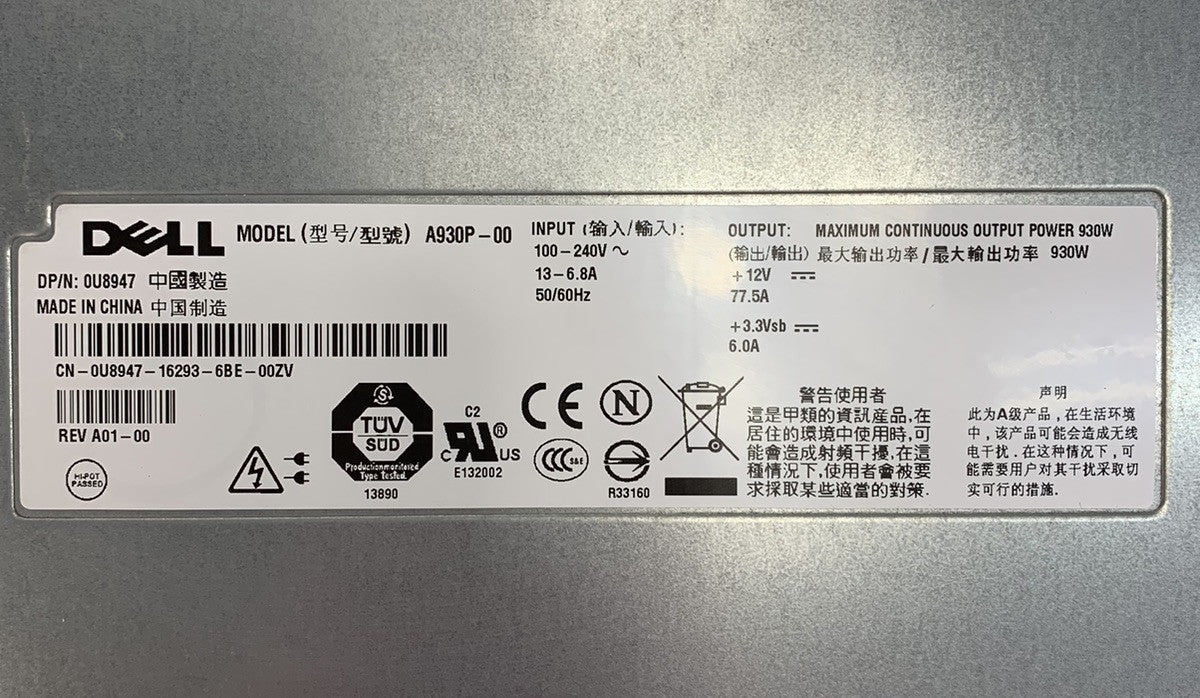 DELL MODEL (型号/型號) A930P-00
DP/N: 0U8947 中國製造
MADE IN CHINA 中国制造
CN-0U8947-16293-6BE-00ZV
REV A01-00
HI-POT
PASSED
INPUT (输入/輸入):
100-240V ~
13-6.8A
50/60Hz
OUTPUT: MAXIMUM CONTINUOUS OUTPUT POWER 930W
(输出/輸出) 最大输出功率/最大輸出功率 930W
+12V
77.5A
+3.3Vsb
6.0A
TÜV
SÜD
Production monitored
Type Tested
13890
C2
c RU ® US
E132002
CE
N
CCC S&E
R33160
警告使用者
這是甲類的資訊産品,在
居住的環境中使用時,可
能會造成射頻干擾,在這
種情況下,使用者會被要
求採取某些適當的對策.
声明
此为A级产品,在生活环境
中,该产品可能会造成无线
电干扰.在这种情况下,可
能需要用户对其干扰采取切
实可行的措施.